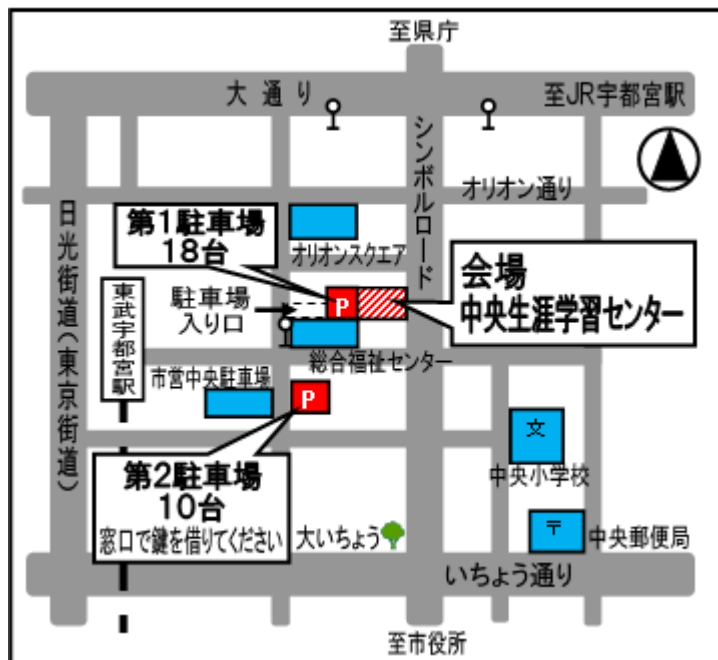 至県庁
大通り
至JR宇都宮駅
シンボルロード
オリオン通り
日光街道(東京街道)
第1駐車場
18台
オリオンスクエア
会場
中央生涯学習センター
東武宇都宮駅
駐車場
入り口
P
総合福祉センター
市営中央駐車場
P
文
中央小学校
第2駐車場
10台
窓口で鍵を借りてください
大いちょう
〒
中央郵便局
いちょう通り
至市役所